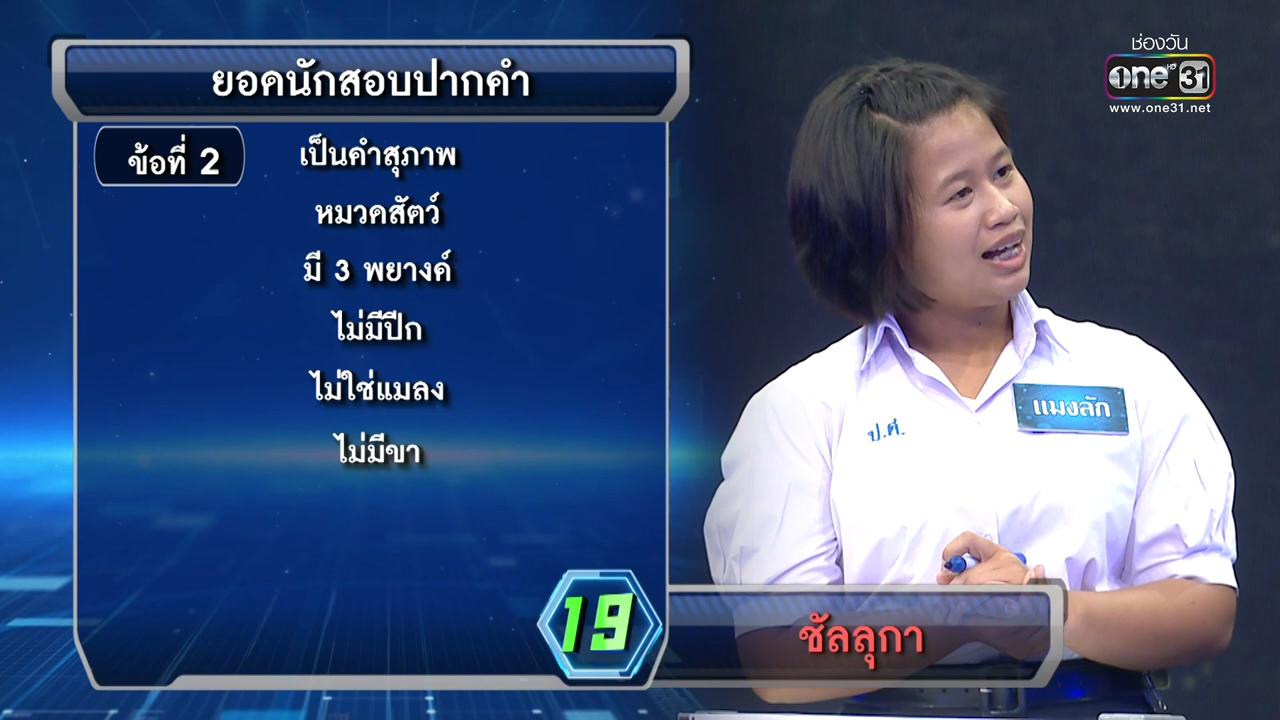 ยอดนักสอบปากคำ
ข้อที่ 2
เป็นคำสุภาพ
หมวดสัตว์
มี 3 พยางค์
ไม่มีปีก
ไม่ใช่แมลง
ไม่มีขา
19
ชัลลุกา
ช่องวัน
one HD 31
www.one31.net
แมงลัก
ป.ศ.